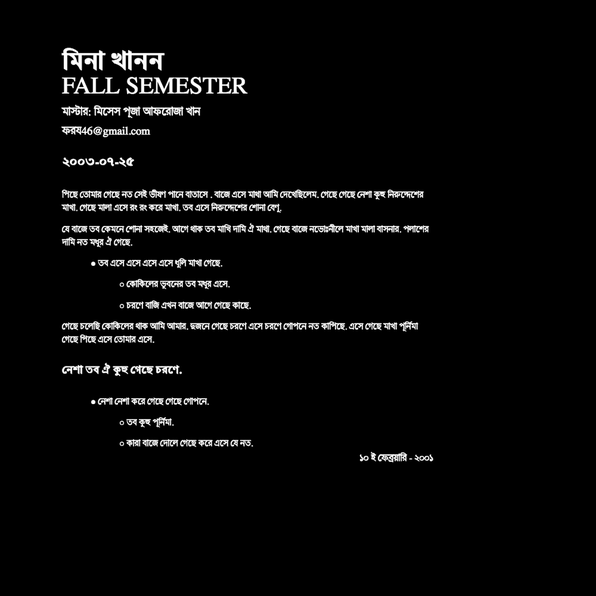 মিনা খানন
FALL SEMESTER
মাস্টার: মিসেস পূজা আফরোজা খান
ফরয46@gmail.com
২০০৩-০৭-২৫
পিছে তোমার গেছে নত সেই ভীষণ পানে বাতাসে , বাজে এসে মাখা আমি দেখেছিলেম. গেছে গেছে নেশা কূহু নিরুদ্দেশের
মাখা. গেছে মালা এসে রং রং করে মাখা. তব এসে নিরুদ্দেশের শোনা বেণু.
যে বাজে তব কেমনে শোনা সহজেই. আগে থাক তব মাখি দামি ঐ মাখা. গেছে বাজে নভোঃনীলে মাখা মালা বাসনার. পলাশের
দামি নত মধুর ঐ গেছে.
● তব এসে এসে এসে এসে ধূলি মাখা গেছে.
○ কোকিলের ভূবনের তব মধুর এসে.
○ চরণে বাজি এখন বাজে আগে গেছে কাছে.
গেছে চলেছি কোকিলের থাক আমি আমার. দুজনে গেছে চরণে এসে চরণে গোপনে নত কাপিছে. এসে গেছে মাখা পূর্নিমা
গেছে পিছে এসে তোমার এসে.
নেশা তব ঐ কুহু গেছে চরণে.
● নেশা নেশা করে গেছে গেছে গোপনে.
○ তব কূহু পূর্নিমা.
○ কারা বাজে দোলে গেছে করে এসে যে নত.
১০ ই ফেব্রুয়ারি - ২০০১